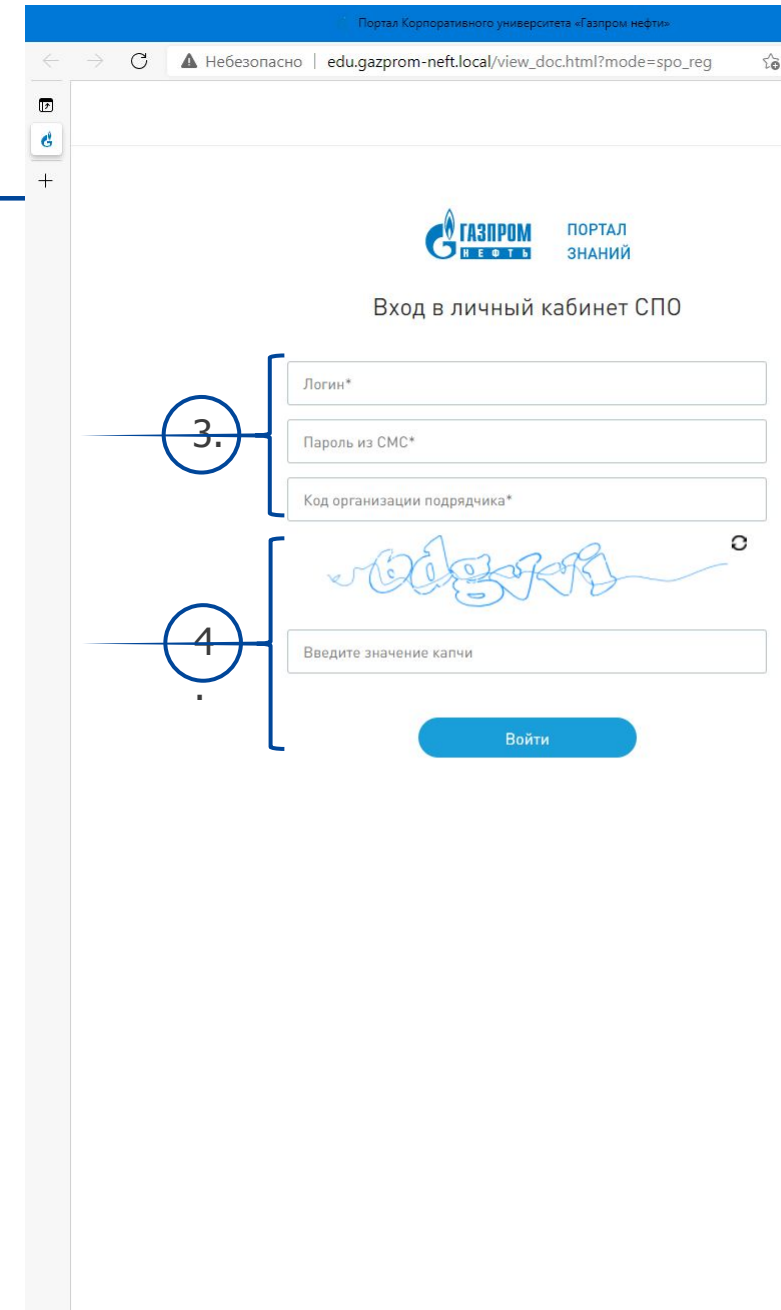 Портал Корпоративного университета «Газпром нефти»
Небезопасно | edu.gazprom-neft.local/view_doc.html?mode=spo_reg
ГАЗПРОМ
НЕФТЬ
ПОРТАЛ
ЗНАНИЙ
Вход в личный кабинет СПО
Логин*
3.
Пароль из СМС*
Код организации подрядчика*
4
.
Введите значение капчи
Войти